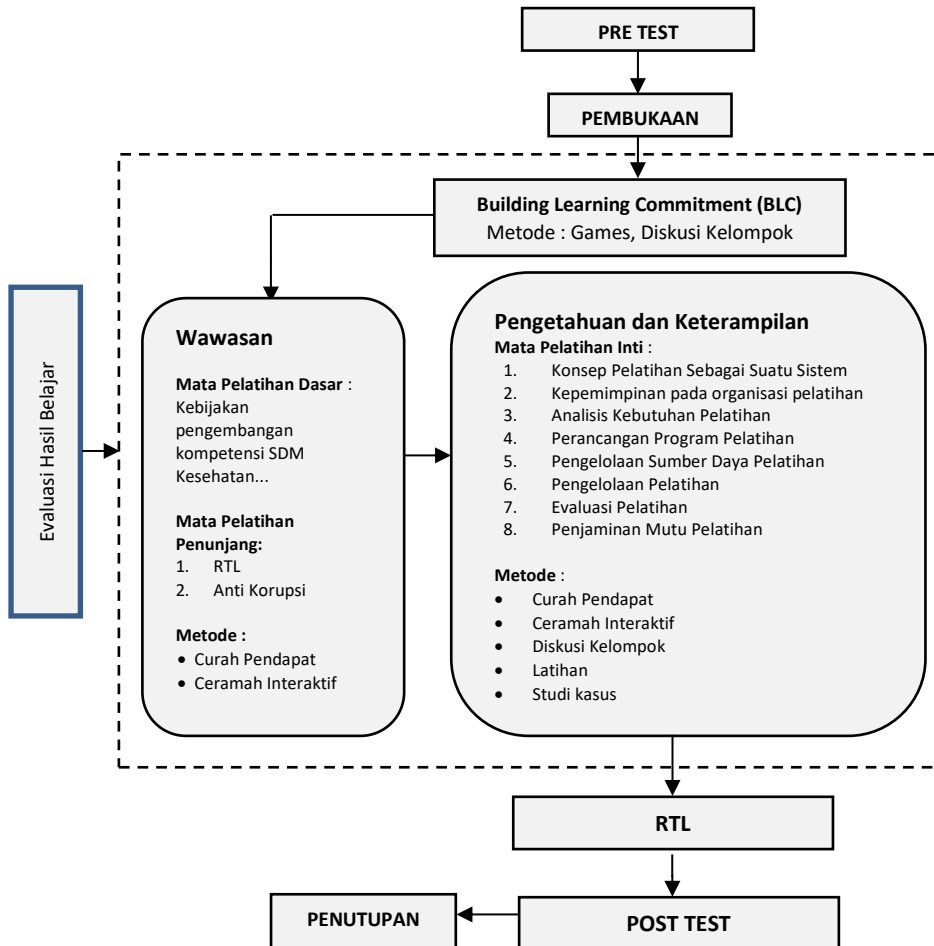 PRE TEST
PEMBUKAAN
Building Learning Commitment (BLC)
Metode : Games, Diskusi Kelompok
Evaluasi Hasil Belajar
Wawasan
Mata Pelatihan Dasar :
Kebijakan
pengembangan
kompetensi SDM
Kesehatan...
Mata Pelatihan
Penunjang:
1. RTL
2. Anti Korupsi
Metode :
• Curah Pendapat
• Ceramah Interaktif
Pengetahuan dan Keterampilan
Mata Pelatihan Inti :
1. Konsep Pelatihan Sebagai Suatu Sistem
2. Kepemimpinan pada organisasi pelatihan
3. Analisis Kebutuhan Pelatihan
4. Perancangan Program Pelatihan
5. Pengelolaan Sumber Daya Pelatihan
6. Pengelolaan Pelatihan
7. Evaluasi Pelatihan
8. Penjaminan Mutu Pelatihan
Metode :
• Curah Pendapat
• Ceramah Interaktif
• Diskusi Kelompok
• Latihan
• Studi kasus
RTL
POST TEST
PENUTUPAN